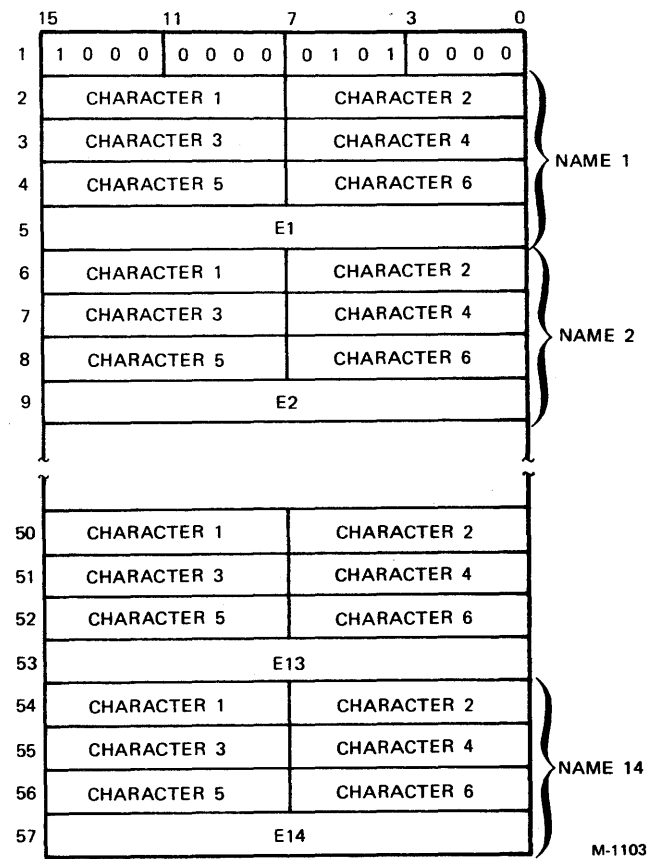 15 11 7 3 0
1 1 0 0 0 0 0 0 0 0 1 0 1 0 0 0 0
2 CHARACTER 1 CHARACTER 2
3 CHARACTER 3 CHARACTER 4
4 CHARACTER 5 CHARACTER 6
NAME 1
5 E1
6 CHARACTER 1 CHARACTER 2
7 CHARACTER 3 CHARACTER 4
NAME 2
8 CHARACTER 5 CHARACTER 6
9 E2
50 CHARACTER 1 CHARACTER 2
51 CHARACTER 3 CHARACTER 4
52 CHARACTER 5 CHARACTER 6
53 E13
54 CHARACTER 1 CHARACTER 2
55 CHARACTER 3 CHARACTER 4
NAME 14
56 CHARACTER 5 CHARACTER 6
57 E14
M-1103